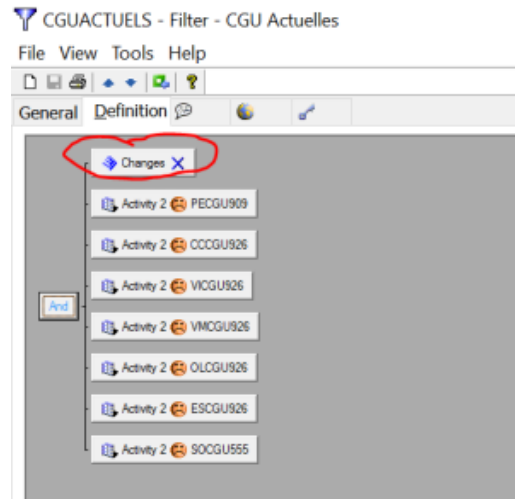 CGUACTUELS - Filter - CGU Actuelles
File View Tools Help
General Definition
Changes
Activity 2 PECGU909
Activity 2 CCCGU926
Activity 2 VICGU926
And
Activity 2 VMCGU926
Activity 2 OLCGU926
Activity 2 ESCGU926
Activity 2 SOCGU555